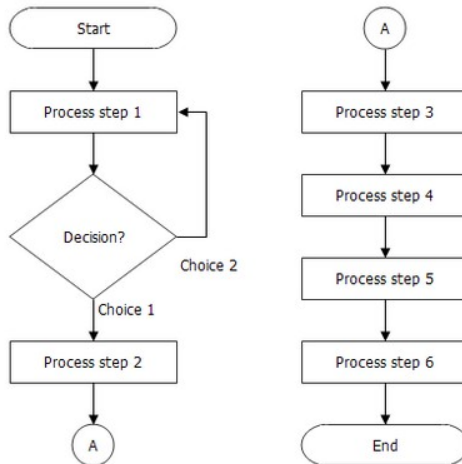 Start
Process step 1
Decision?
Choice 2
Choice 1
Process step 2
A
A
Process step 3
Process step 4
Process step 5
Process step 6
End